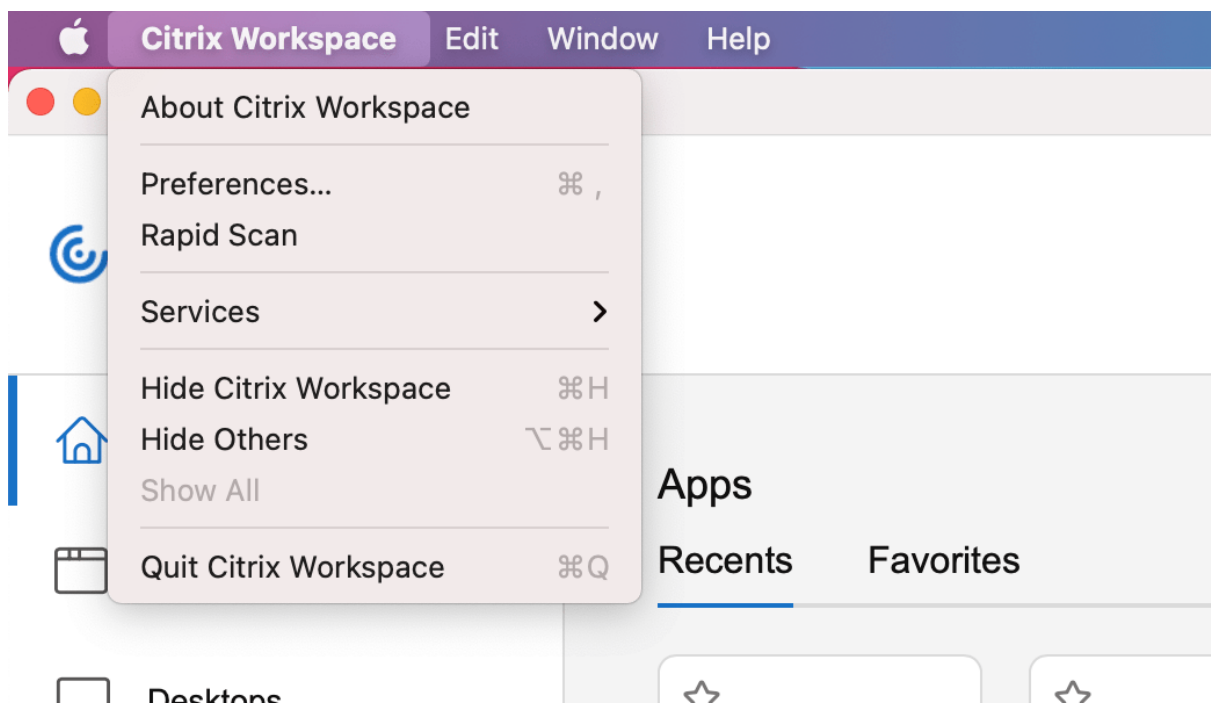 Citrix Workspace Edit Window Help
About Citrix Workspace
Preferences... ⌘ ,
Rapid Scan
Services
Hide Citrix Workspace ⌘H
Hide Others ⌥⌘H
Show All
Quit Citrix Workspace ⌘Q
Apps
Recents Favorites
Desktops